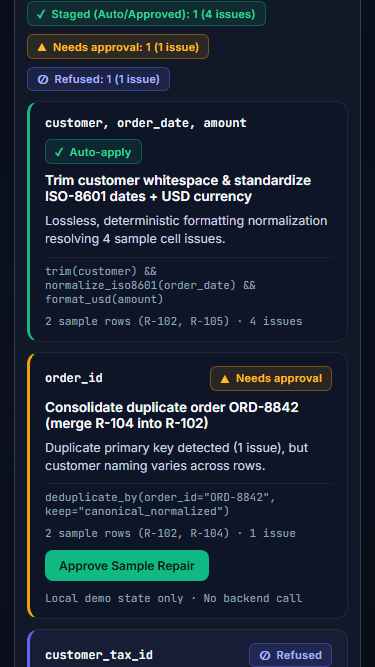 ✓ Staged (Auto/Approved): 1 (4 issues)
▲ Needs approval: 1 (1 issue)
⊘ Refused: 1 (1 issue)
customer, order_date, amount
✓ Auto-apply
Trim customer whitespace & standardize
ISO-8601 dates + USD currency
Lossless, deterministic formatting normalization
resolving 4 sample cell issues.
trim(customer) &&
normalize_iso8601(order_date) &&
format_usd(amount)
2 sample rows (R-102, R-105) · 4 issues
order_id
▲ Needs approval
Consolidate duplicate order ORD-8842
(merge R-104 into R-102)
Duplicate primary key detected (1 issue), but
customer naming varies across rows.
deduplicate_by(order_id="ORD-8842",
keep="canonical_normalized")
2 sample rows (R-102, R-104) · 1 issue
Approve Sample Repair
Local demo state only · No backend call
customer_tax_id
⊘ Refused